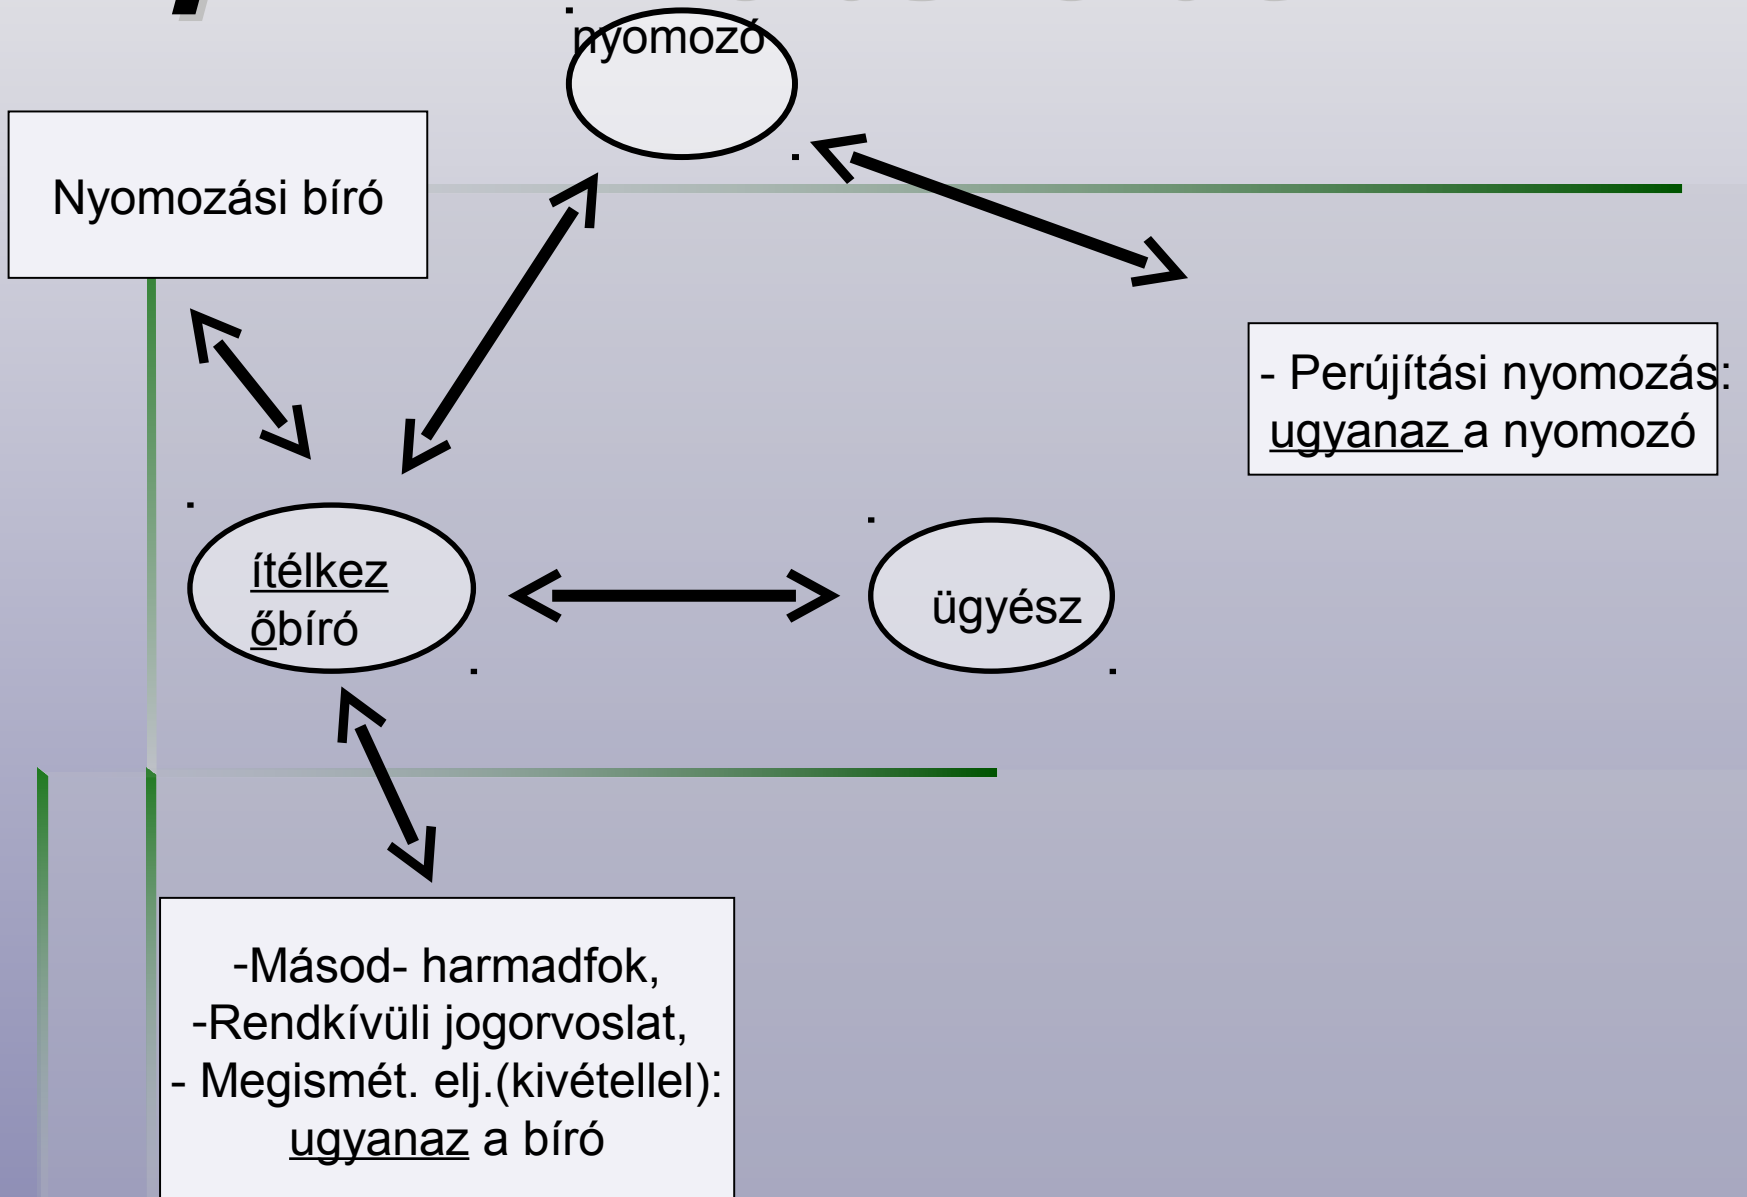 nyomozó
Nyomozási bíró
- Perújítási nyomozás:
ugyanaz a nyomozó
ítélkez
őbíró
ügyész
-Másod- harmadfok,
-Rendkívüli jogorvoslat,
- Megismét. elj.(kivétellel):
ugyanaz a bíró